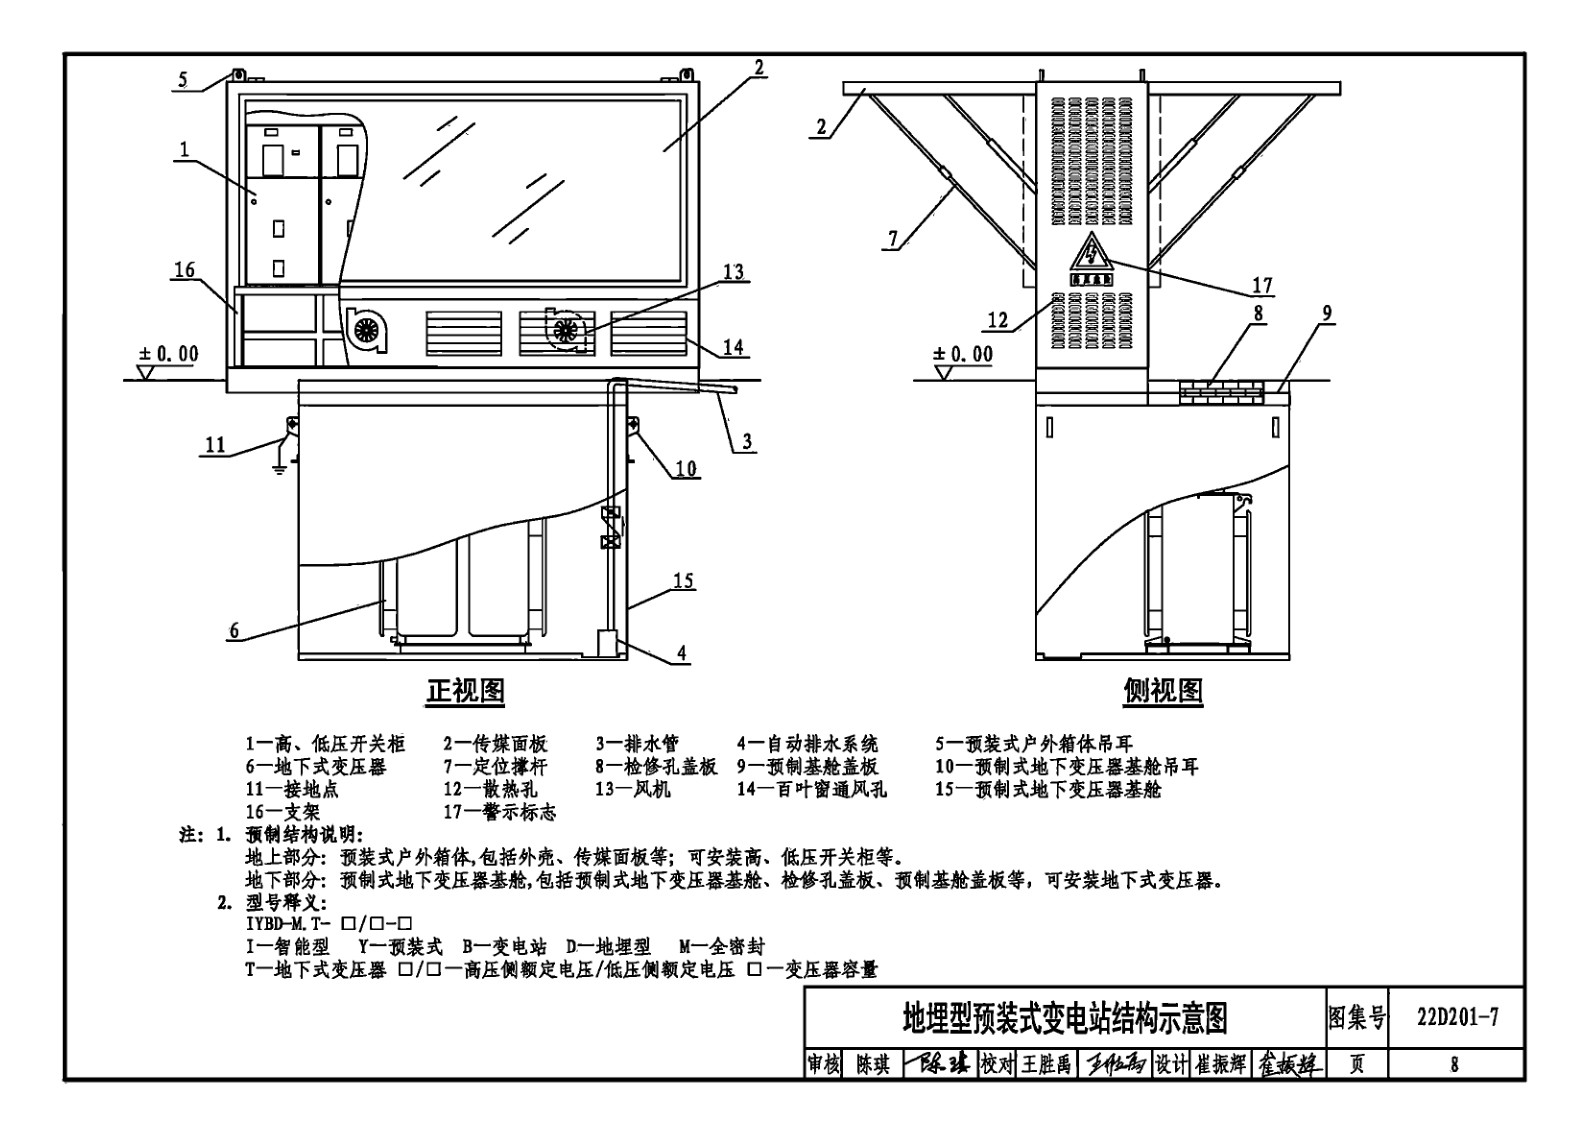 5
2
1
16
13
14
±0.00
11
3
10
15
6
4
正视图
2
7
17
12
8
9
±0.00
高压危险
侧视图
1—高、低压开关柜 2—传媒面板 3—排水管 4—自动排水系统 5—预装式户外箱体吊耳
6—地下式变压器 7—定位撑杆 8—检修孔盖板 9—预制基舱盖板 10—预制式地下变压器基舱吊耳
11—接地点 12—散热孔 13—风机 14—百叶窗通风孔 15—预制式地下变压器基舱
16—支架 17—警示标志
注: 1. 预制结构说明:
地上部分: 预装式户外箱体,包括外壳、传媒面板等; 可安装高、低压开关柜等。
地下部分: 预制式地下变压器基舱,包括预制式地下变压器基舱、检修孔盖板、预制基舱盖板等, 可安装地下式变压器。
2. 型号释义:
IYBD-M.T- □/□-□
I—智能型 Y—预装式 B—变电站 D—地埋型 M—全密封
T—地下式变压器 □/□—高压侧额定电压/低压侧额定电压 □—变压器容量
地埋型预装式变电站结构示意图 图集号 22D201-7
审核 陈琪 陈琪 校对 王胜禹 设计 崔振辉 崔振辉 页 8